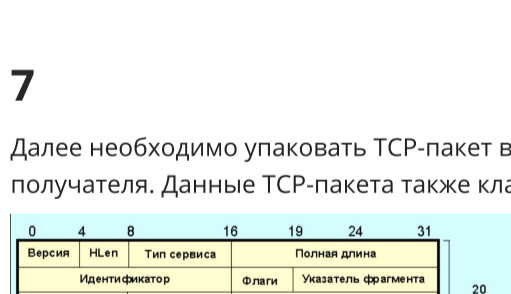 7
Далее необходимо упаковать TCP-пакет в
получателя. Данные TCP-пакета также кла
0 4 8 16 19 24 31
Версия HLen Тип сервиса Полная длина
Идентификатор Флаги Указатель фрагмента
20